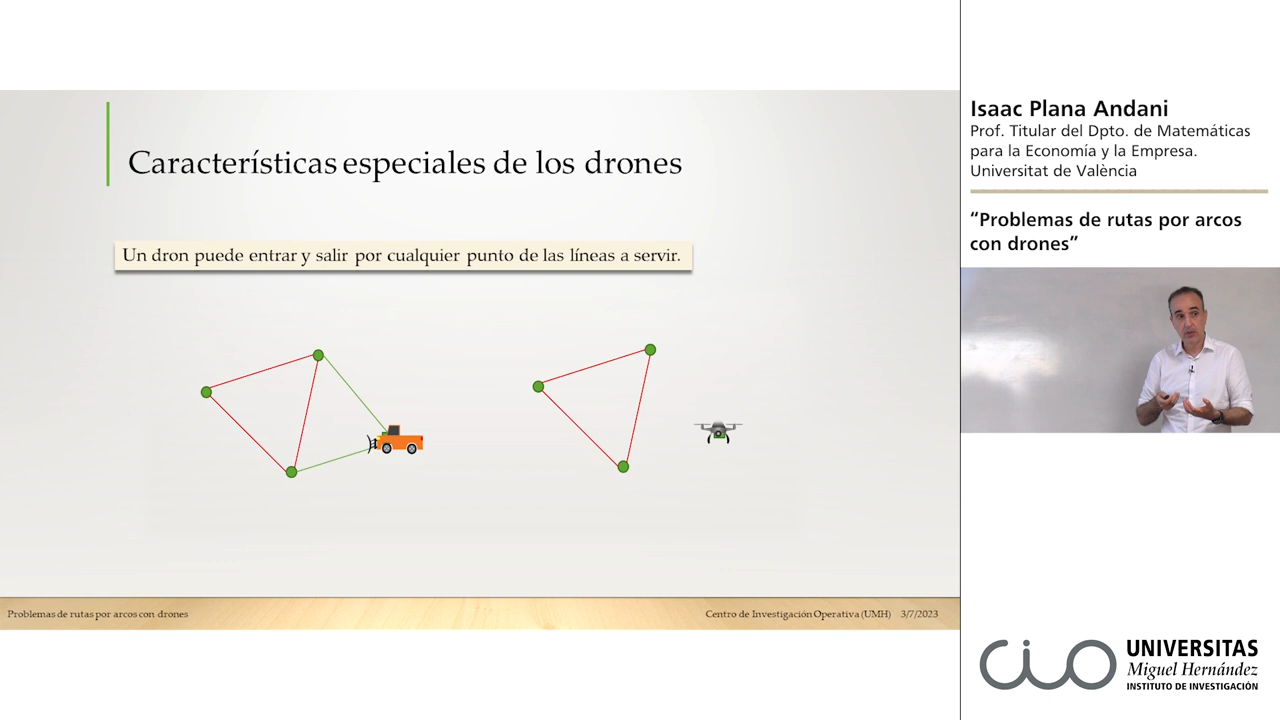 Características especiales de los drones
Un dron puede entrar y salir por cualquier punto de las líneas a servir.
Problemas de rutas por arcos con drones
Centro de Investigación Operativa (UMH) 3/7/2023
Isaac Plana Andani
Prof. Titular del Dpto. de Matemáticas
para la Economía y la Empresa.
Universitat de València
“Problemas de rutas por arcos
con drones”
cio
UNIVERSITAS
Miguel Hernández
INSTITUTO DE INVESTIGACIÓN